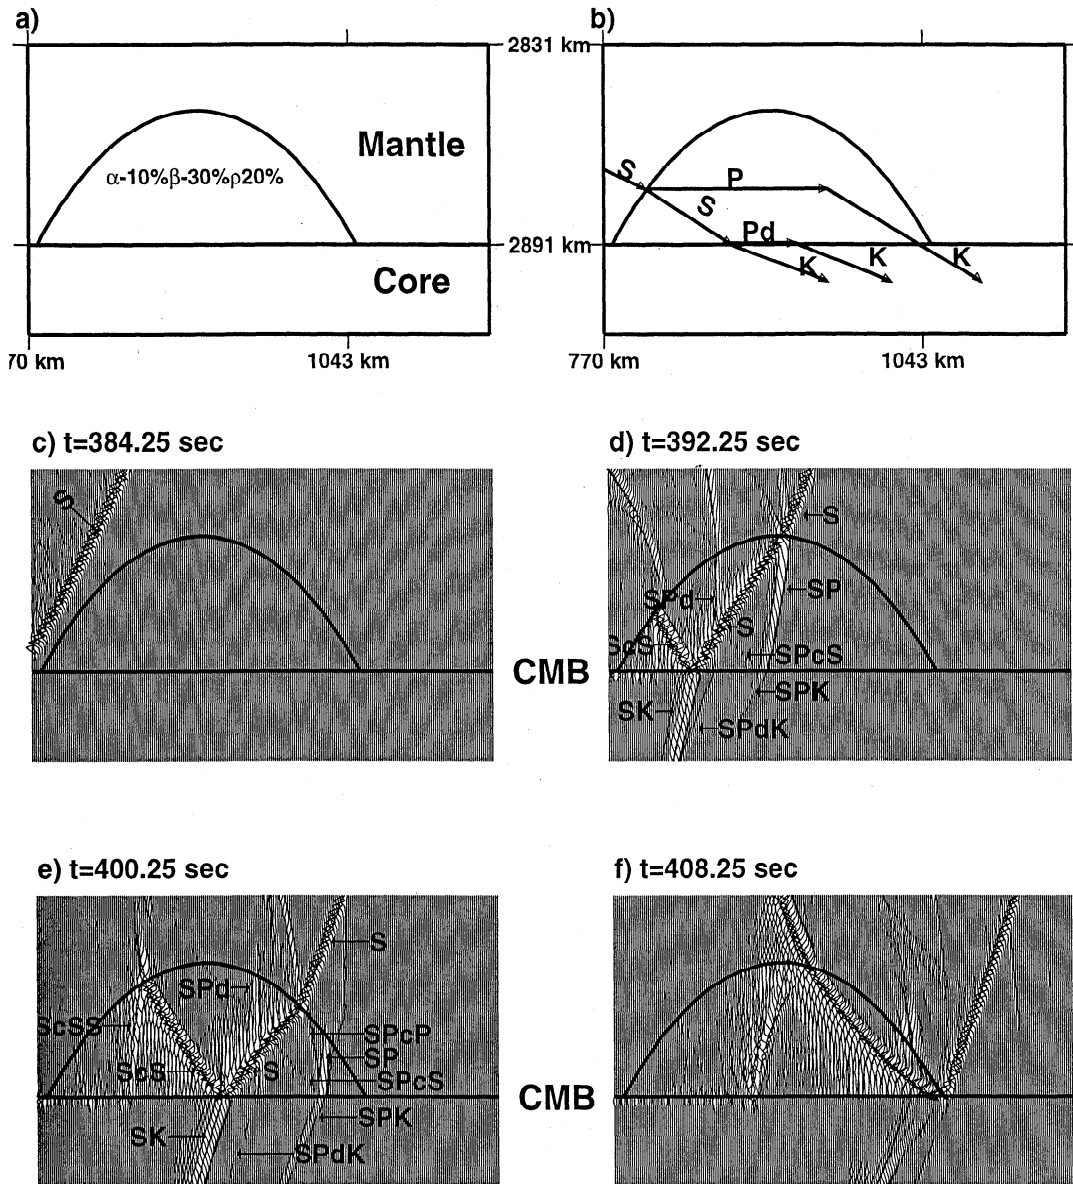 a)
b)
2831 km
Mantle
α-10%β-30%ρ20%
S
P
S
Pd
2891 km
K
K
K
Core
70 km
1043 km
770 km
1043 km
c) t=384.25 sec
d) t=392.25 sec
S
S
SPd
SP
S
ScS
SPcS
CMB
SPK
SK
SPdK
e) t=400.25 sec
f) t=408.25 sec
S
SPd
ScSS
SPcP
SP
ScS
S
SPcS
CMB
SPK
SK
SPdK